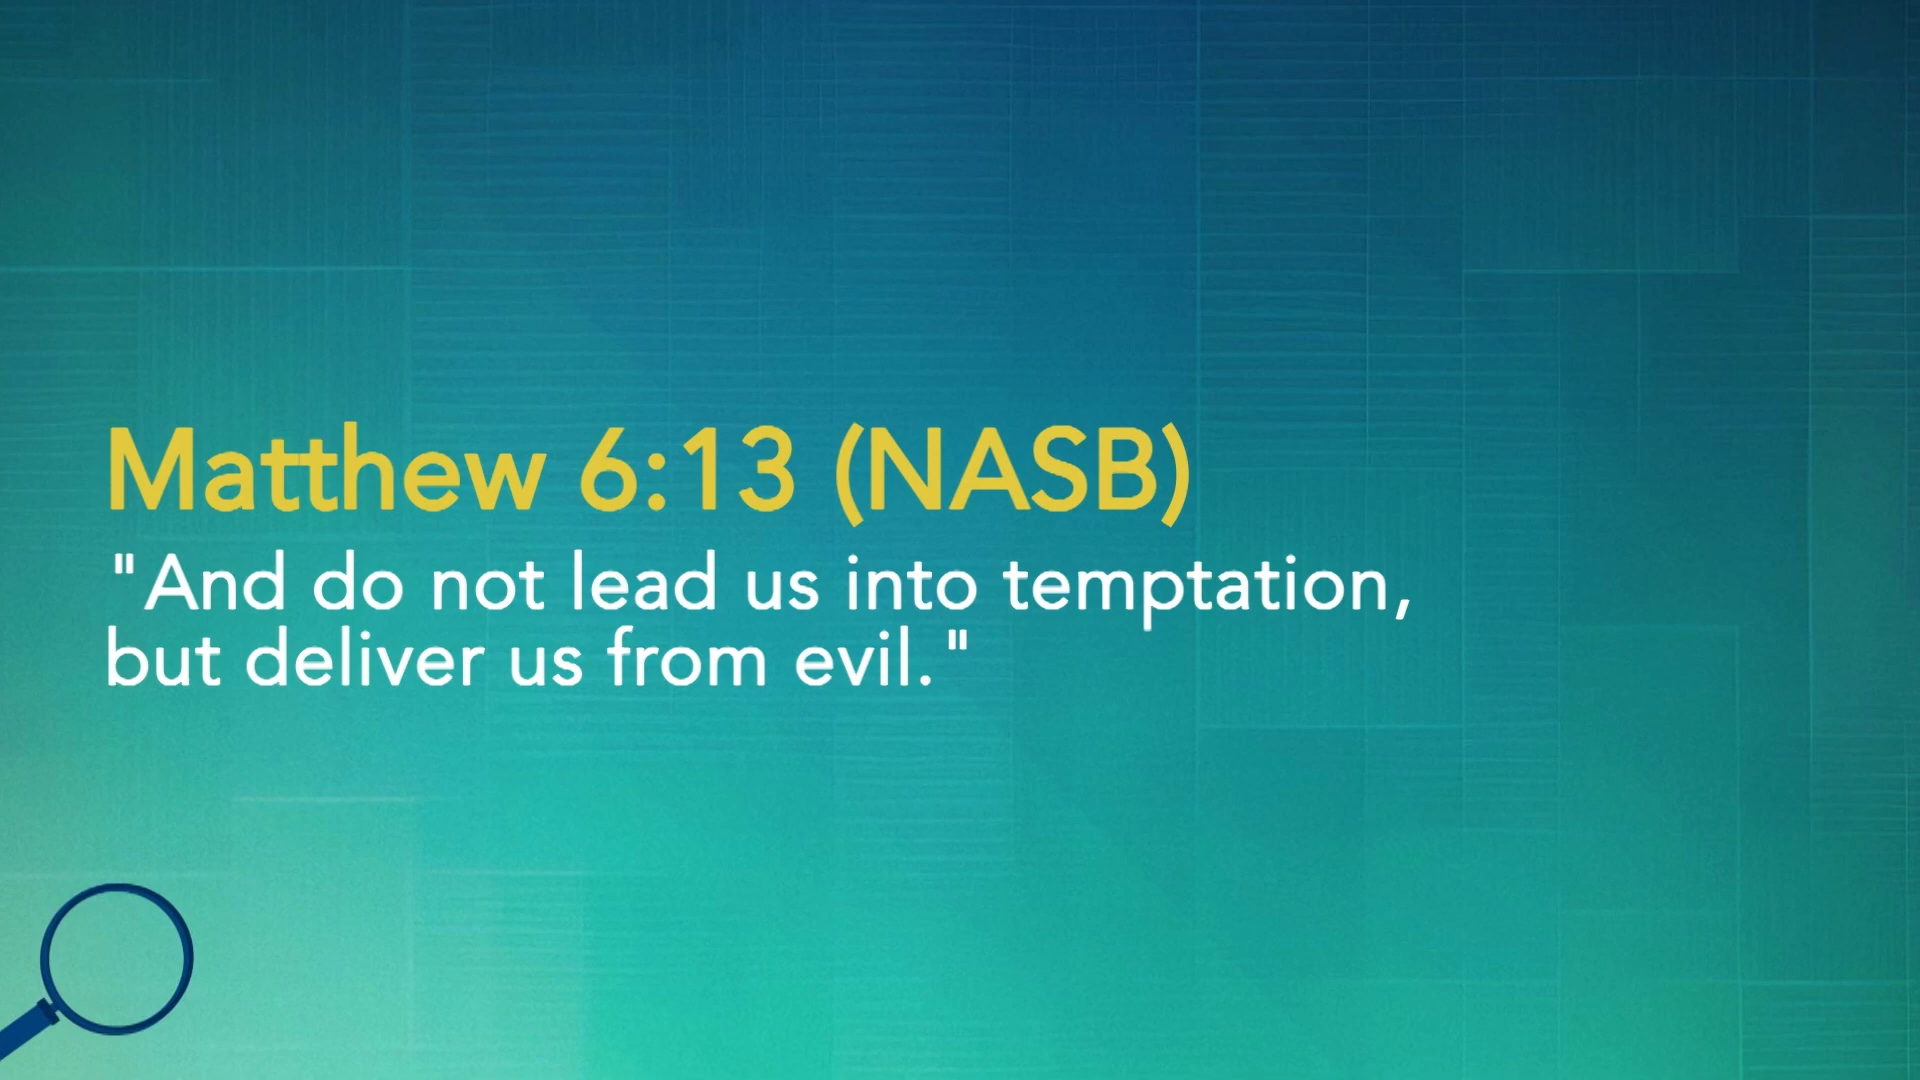 Matthew 6:13 (NASB)
"And do not lead us into temptation,
but deliver us from evil."